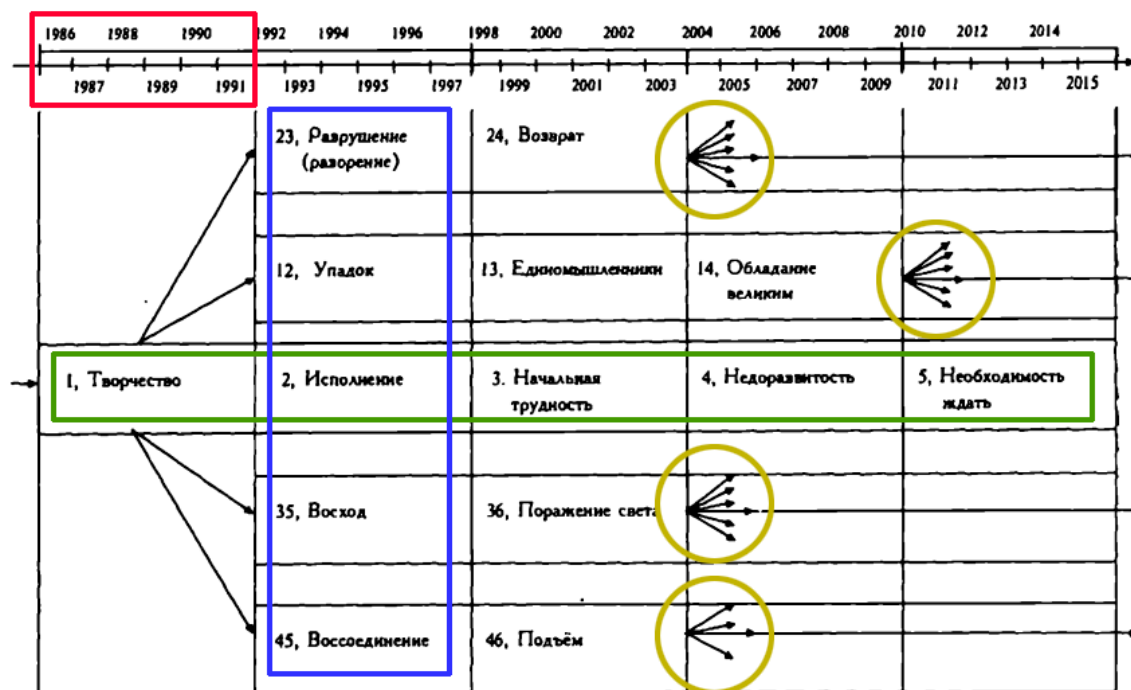 1986 1988 1990 1992 1994 1996 1998 2000 2002 2004 2006 2008 2010 2012 2014
1987 1989 1991 1993 1995 1997 1999 2001 2003 2005 2007 2009 2011 2013 2015
23, Разрушение
(разорение)
24, Возврат
12, Упадок
13, Единомышленники
14, Обладание
великим
1, Творчество
2, Исполнение
3. Начальная
трудность
4, Недоразвитость
5, Необходимость
ждать
35, Восход
36, Поражение света
45, Воссоединение
46, Подъём